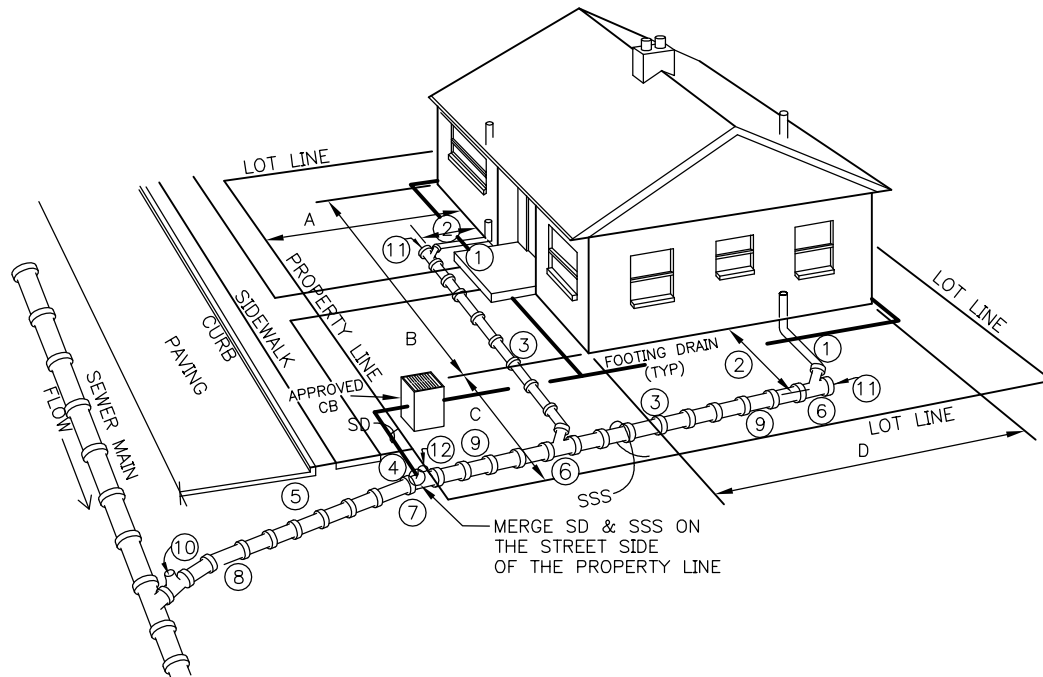 LOT LINE
A
2
11
1
PROPERTY LINE
SIDEWALK
CURB
PAVING
SEWER MAIN
FLOW
B
3
FOOTING DRAIN
(TYP)
2
1
11
LOT LINE
APPROVED
CB
SD
C
3
9
6
LOT LINE
D
12
9
4
6
SSS
5
7
MERGE SD & SSS ON
THE STREET SIDE
OF THE PROPERTY LINE
10
8